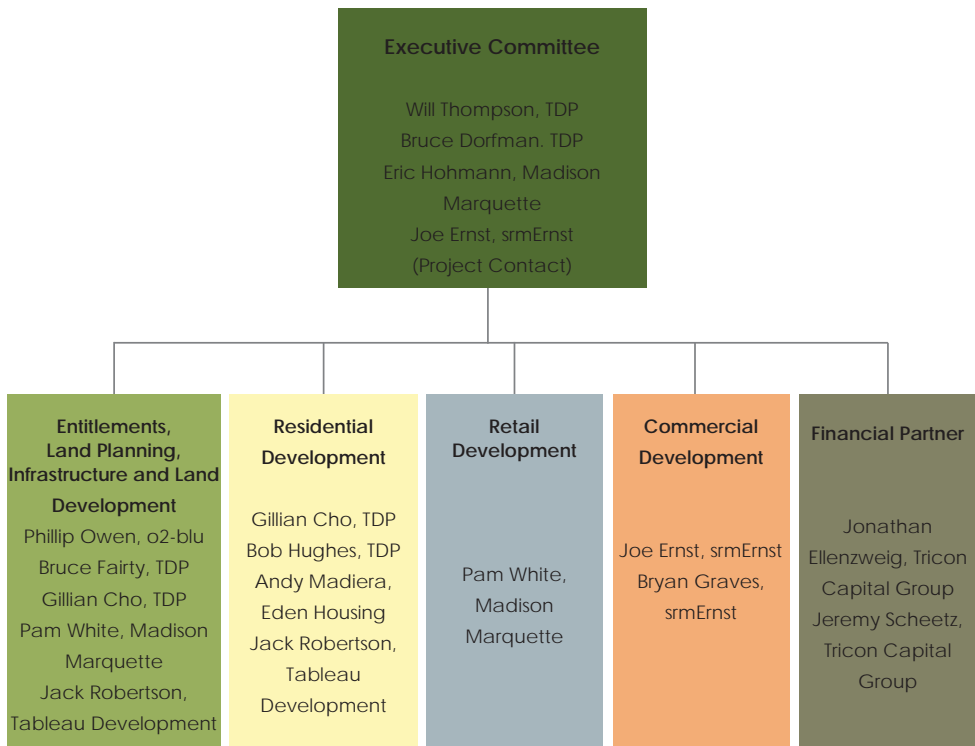 Executive Committee
Will Thompson, TDP
Bruce Dorfman. TDP
Eric Hohmann, Madison
Marquette
Joe Ernst, srmErnst
(Project Contact)
Entitlements,
Land Planning,
Infrastructure and Land
Development
Phillip Owen, o2-blu
Bruce Fairty, TDP
Gillian Cho, TDP
Pam White, Madison
Marquette
Jack Robertson,
Tableau Development
Residential
Development
Gillian Cho, TDP
Bob Hughes, TDP
Andy Madiera,
Eden Housing
Jack Robertson,
Tableau
Development
Retail
Development
Pam White,
Madison
Marquette
Commercial
Development
Joe Ernst, srmErnst
Bryan Graves,
srmErnst
Financial Partner
Jonathan
Ellenzweig, Tricon
Capital Group
Jeremy Scheetz,
Tricon Capital
Group